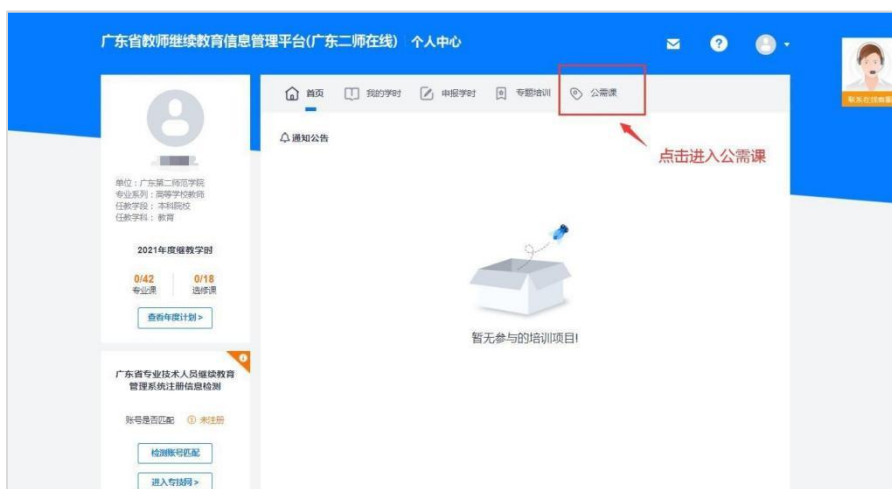 广东省教师继续教育信息管理平台(广东二师在线) 个人中心
首页 我的学时 申报学时 专题培训 公需课
联系在线客服
通知公告
点击进入公需课
单位：广东第二师范学院
专业系列：高等学校教师
任教学段：本科院校
任教学科：教育
2021年度继教学时
0/42 0/18
专业课 选修课
查看年度计划 >
暂无参与的培训项目!
广东省专业技术人员继续教育
管理系统注册信息检测
账号是否匹配 未注册
检测账号匹配
进入专技网 >